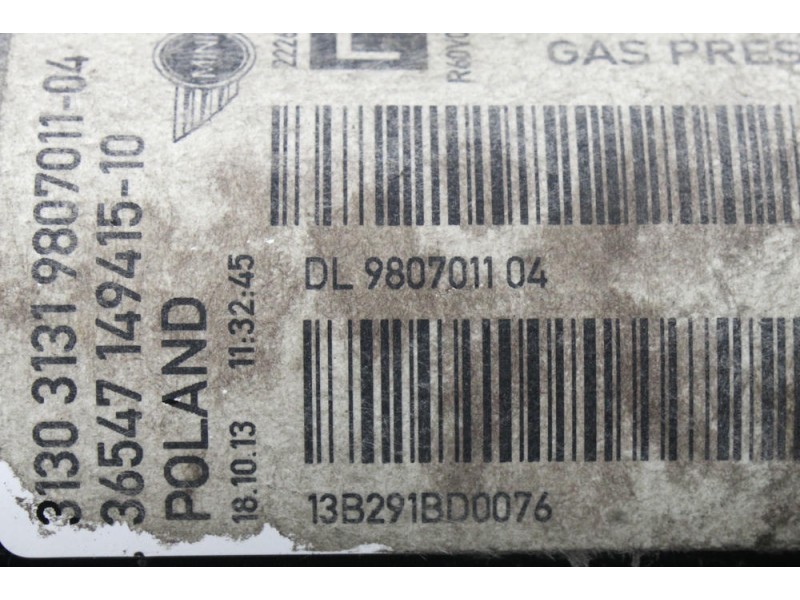 3130 3131 9807011-04
36547 149415-10
POLAND
18.10.13 11:32:45
MINI
L
GAS PRES
DL 9807011 04
13B291BD0076